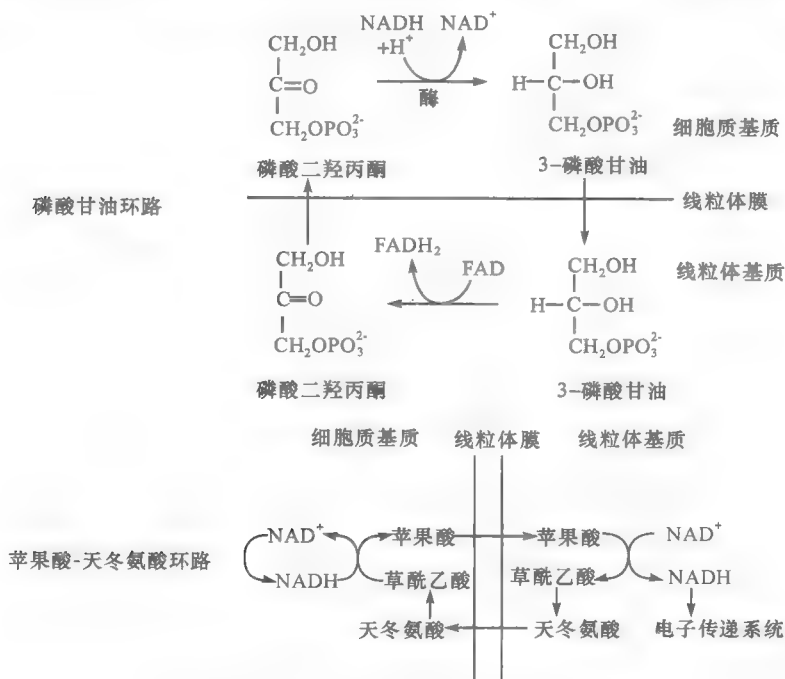 NADH NAD⁺
+H⁺
CH₂OH
C=O
CH₂OPO₃²⁻
酶
CH₂OH
H—C—OH
CH₂OPO₃²⁻
细胞质基质
磷酸二羟丙酮
3-磷酸甘油
磷酸甘油环路
线粒体膜
CH₂OH
C=O
CH₂OPO₃²⁻
FADH₂
FAD
CH₂OH
H—C—OH
CH₂OPO₃²⁻
线粒体基质
磷酸二羟丙酮
3-磷酸甘油
细胞质基质 线粒体膜 线粒体基质
苹果酸-天冬氨酸环路
NAD⁺ 苹果酸 苹果酸 NAD⁺
NADH 草酰乙酸 草酰乙酸 NADH
天冬氨酸 天冬氨酸 电子传递系统